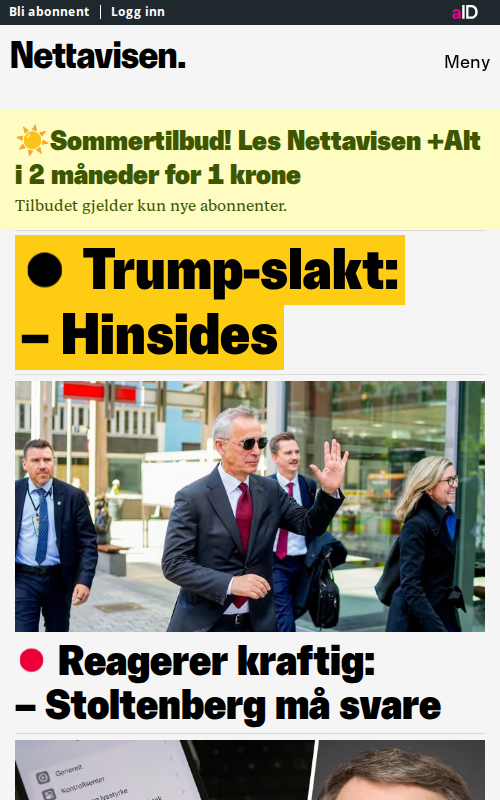 Bli abonnent | Logg inn
aID
Nettavisen.
Meny
☀️Sommertilbud! Les Nettavisen +Alt
i 2 måneder for 1 krone
Tilbudet gjelder kun nye abonnenter.
Trump-slakt:
– Hinsides
Reagerer kraftig:
– Stoltenberg må svare
Generelt
Kontrollsenter
lysstyrke